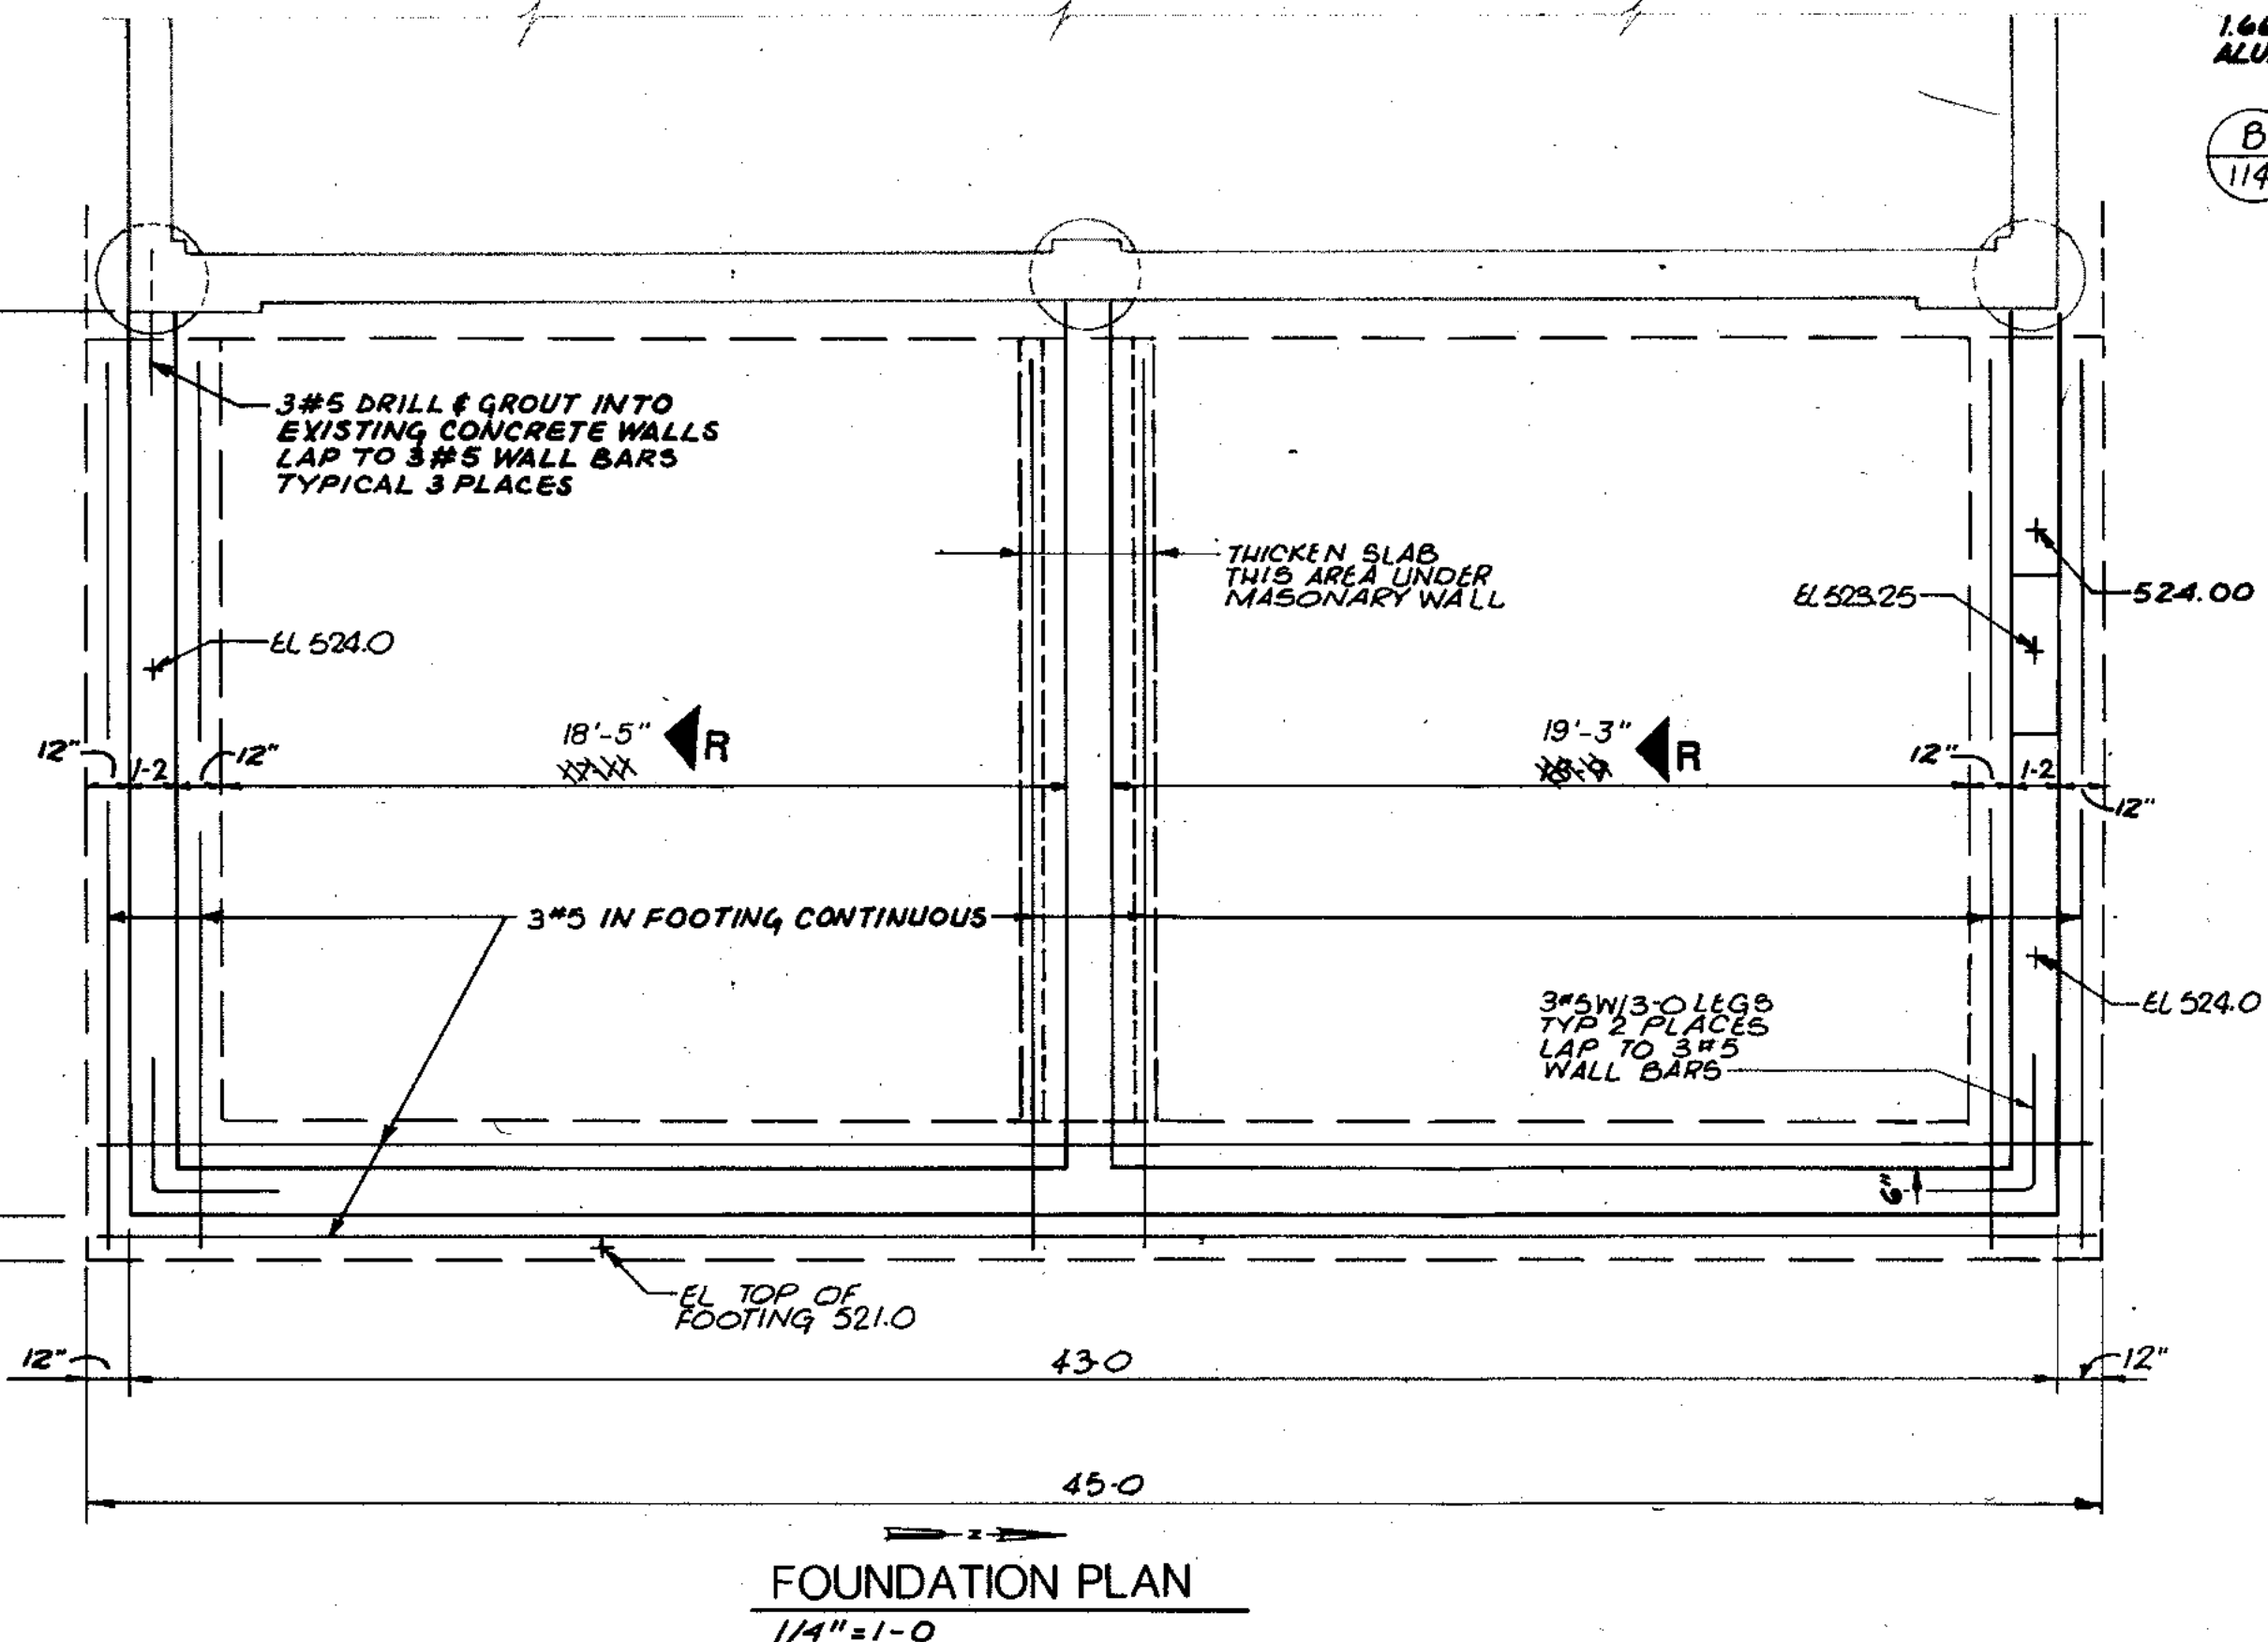 B
3#5 DRILL & GROUT INTO
EXISTING CONCRETE WALLS
LAP TO 3#5 WALL BARS
TYPICAL 3 PLACES
THICKEN SLAB
THIS AREA UNDER
MASONARY WALL
EL 523.25
524.00
EL 524.0
18'-5" R
19'-3" R
12"
1-2
12"
12"
1-2
12"
3#5 IN FOOTING CONTINUOUS
3#5 W/3-0 LEGS
TYP 2 PLACES
LAP TO 3#5
WALL BARS
EL 524.0
6"
EL TOP OF
FOOTING 521.0
12"
43-0
12"
45-0
z
FOUNDATION PLAN
1/4"=1-0